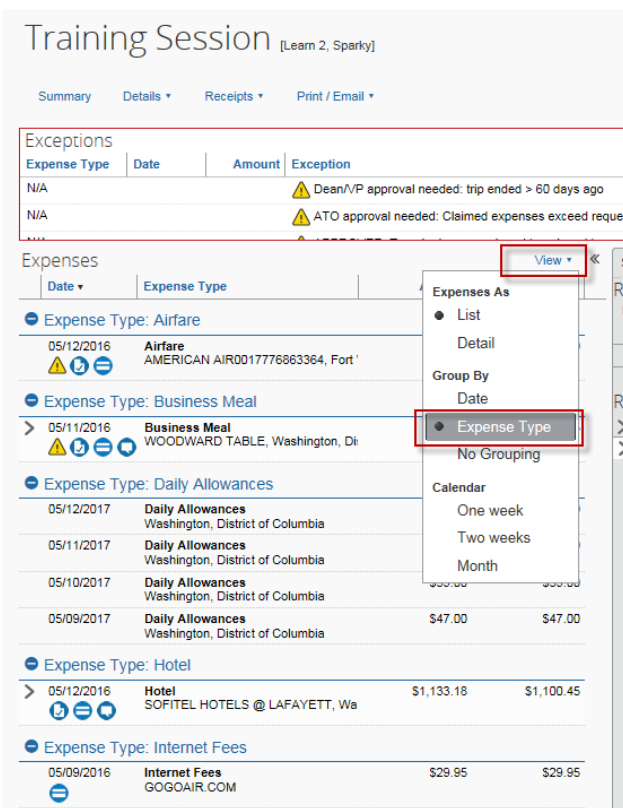 Training Session [Learn 2, Sparky]
Summary Details ▾ Receipts ▾ Print / Email ▾
Exceptions
Expense Type Date Amount Exception
N/A Dean/VP approval needed: trip ended > 60 days ago
N/A ATO approval needed: Claimed expenses exceed reque
Expenses View ▾ «
Date ▾ Expense Type
Expenses As
List
Detail
Group By
Date
Expense Type
No Grouping
Calendar
One week
Two weeks
Month
Expense Type: Airfare
05/12/2016 Airfare
AMERICAN AIR0017776863364, Fort
Expense Type: Business Meal
05/11/2016 Business Meal
WOODWARD TABLE, Washington, Di
Expense Type: Daily Allowances
05/12/2017 Daily Allowances
Washington, District of Columbia
05/11/2017 Daily Allowances
Washington, District of Columbia
05/10/2017 Daily Allowances
Washington, District of Columbia
05/09/2017 Daily Allowances $47.00 $47.00
Washington, District of Columbia
Expense Type: Hotel
05/12/2016 Hotel $1,133.18 $1,100.45
SOFITEL HOTELS @ LAFAYETT, Wa
Expense Type: Internet Fees
05/09/2016 Internet Fees $29.95 $29.95
GOGOAIR.COM